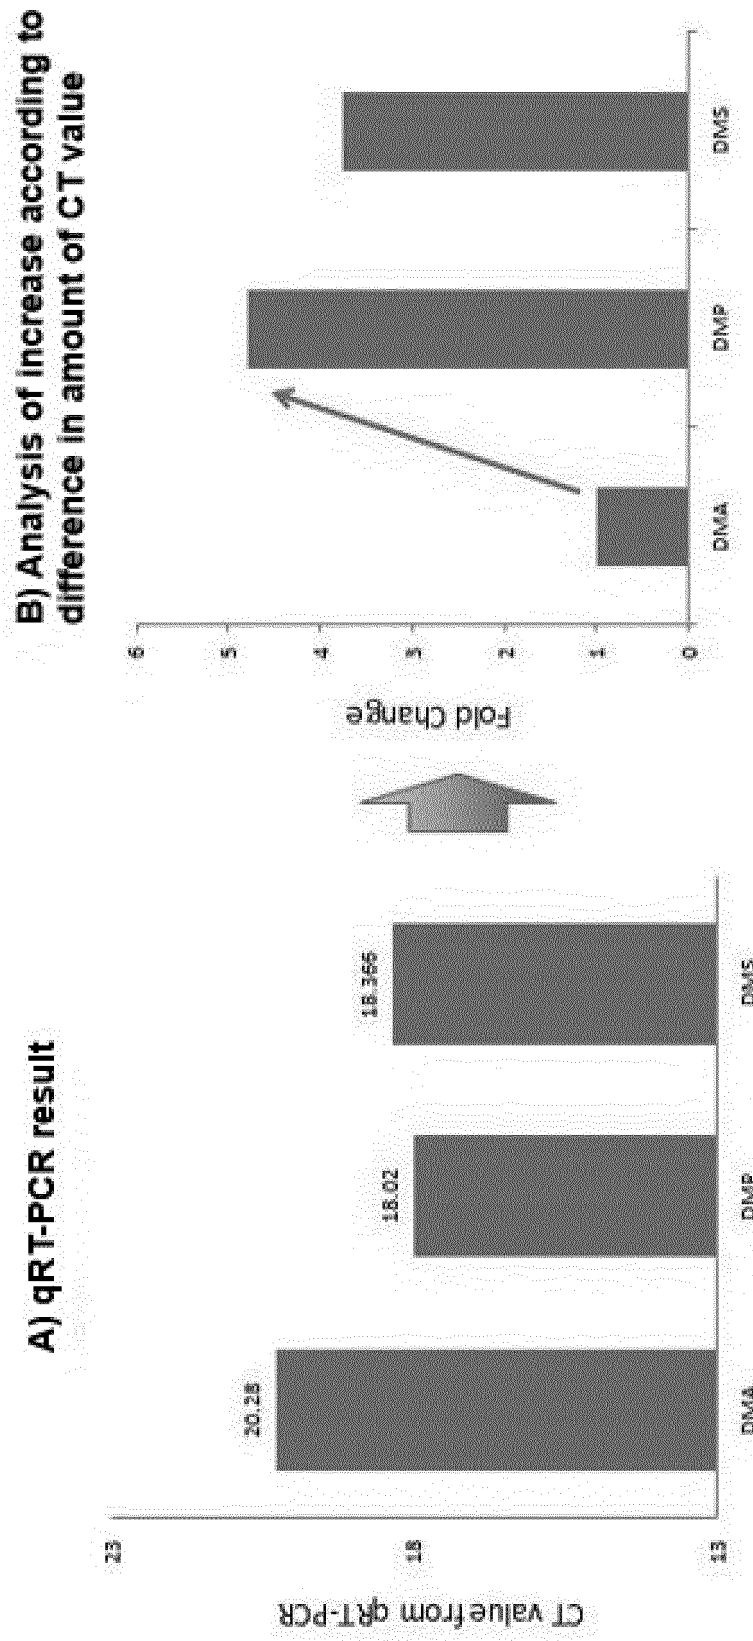 A) qRT-PCR result
CT value from qRT-PCR
23
18
13
20.28
18.02
18.366
DMA
DMP
DMS
B) Analysis of increase according to
difference in amount of CT value
Fold Change
6
5
4
3
2
1
0
DMA
DMP
DMS